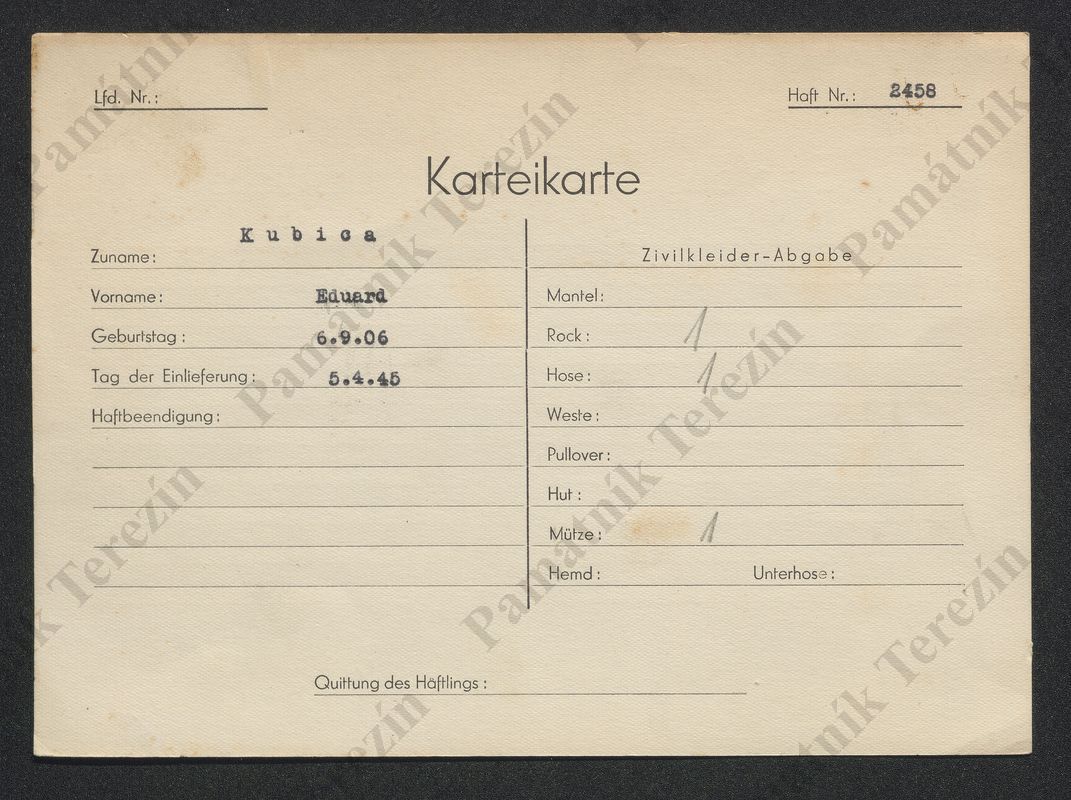 Lfd. Nr.:
Haft Nr.: 2458
Karteikarte
Zuname: Kubica
Vorname: Eduard
Geburtstag: 6.9.06
Tag der Einlieferung: 5.4.45
Haftbeendigung:
Zivilkleider-Abgabe
Mantel:
Rock: 1
Hose: 1
Weste:
Pullover:
Hut:
Mütze: 1
Hemd: Unterhose:
Quittung des Häftlings:
Památník Terezín